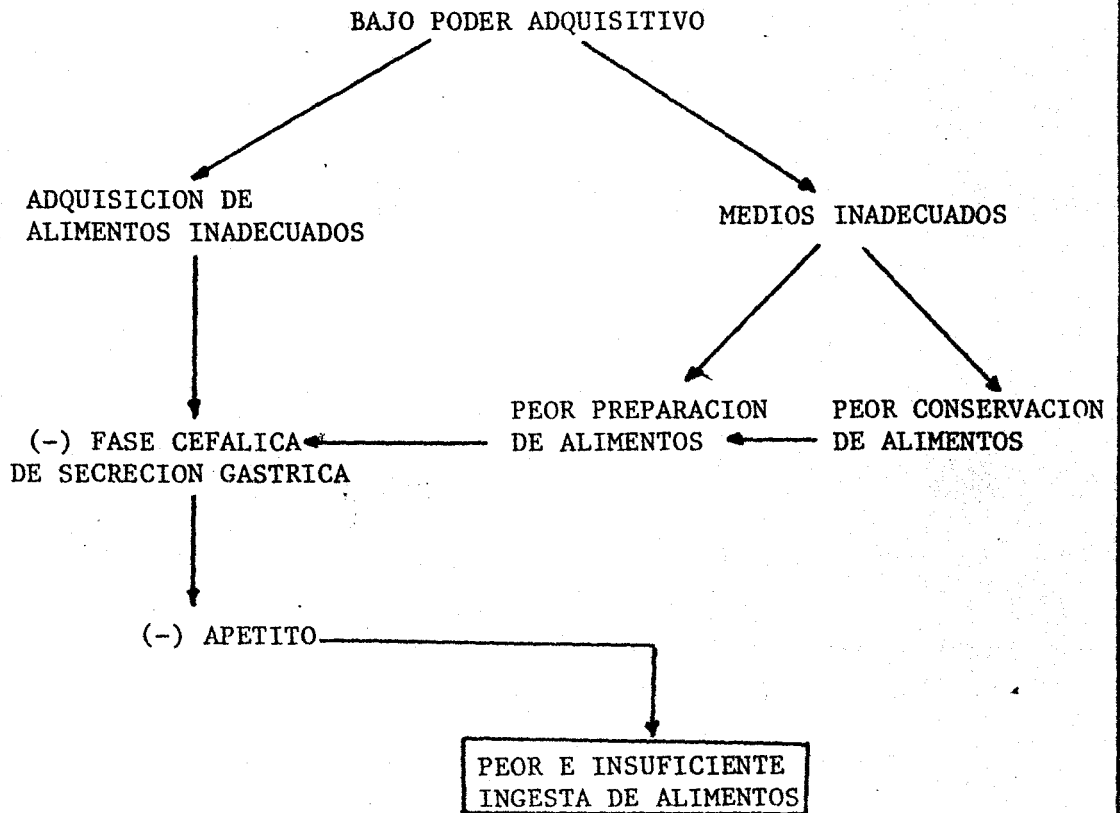 BAJO PODER ADQUISITIVO
ADQUISICION DE
ALIMENTOS INADECUADOS
MEDIOS INADECUADOS
PEOR PREPARACION
DE ALIMENTOS
PEOR CONSERVACION
DE ALIMENTOS
(-) FASE CEFALICA
DE SECRECION GASTRICA
(-) APETITO
PEOR E INSUFICIENTE
INGESTA DE ALIMENTOS